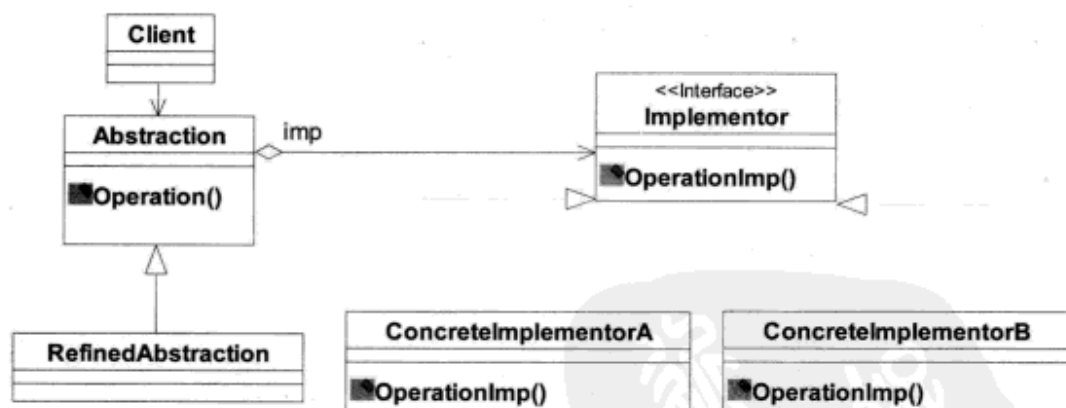 Client
Abstraction
Operation()
imp
<<Interface>>
Implementor
OperationImp()
RefinedAbstraction
ConcreteImplementorA
OperationImp()
ConcreteImplementorB
OperationImp()